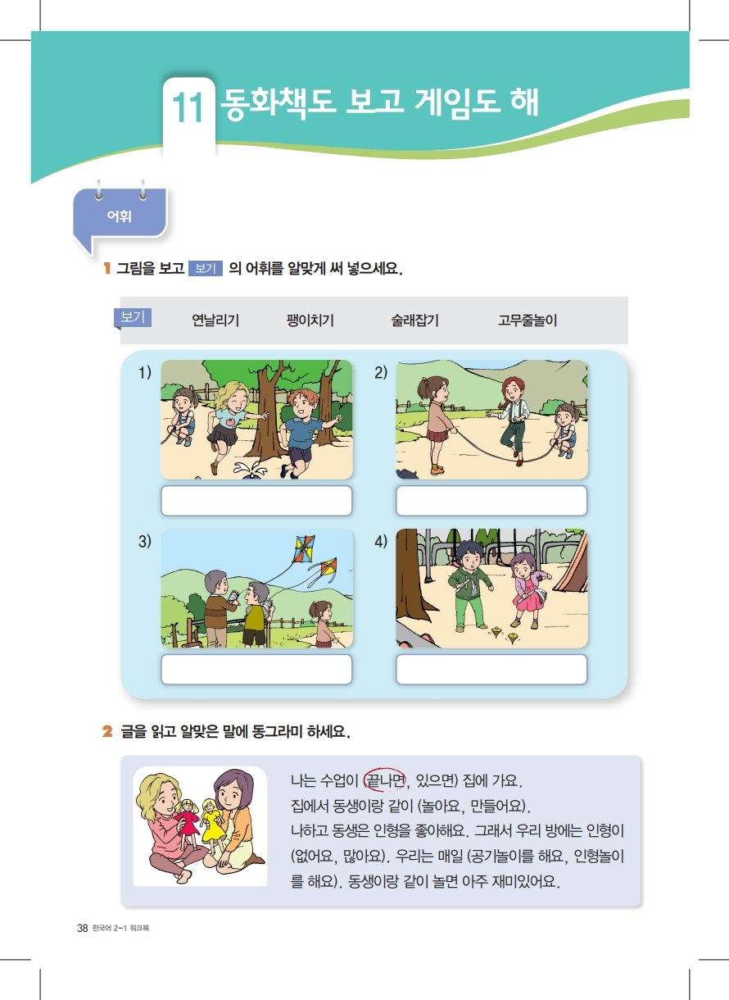 11 동화책도 보고 게임도 해
어휘
1 그림을 보고 보기 의 어휘를 알맞게 써 넣으세요.
보기 연날리기 팽이치기 술래잡기 고무줄놀이
1) 2)
3) 4)
2 글을 읽고 알맞은 말에 동그라미 하세요.
나는 수업이 (끝나면, 있으면) 집에 가요.
집에서 동생이랑 같이 (놀아요, 만들어요).
나하고 동생은 인형을 좋아해요. 그래서 우리 방에는 인형이
(없어요, 많아요). 우리는 매일 (공기놀이를 해요, 인형놀이
를 해요). 동생이랑 같이 놀면 아주 재미있어요.
38 한국어 2-1 워크북